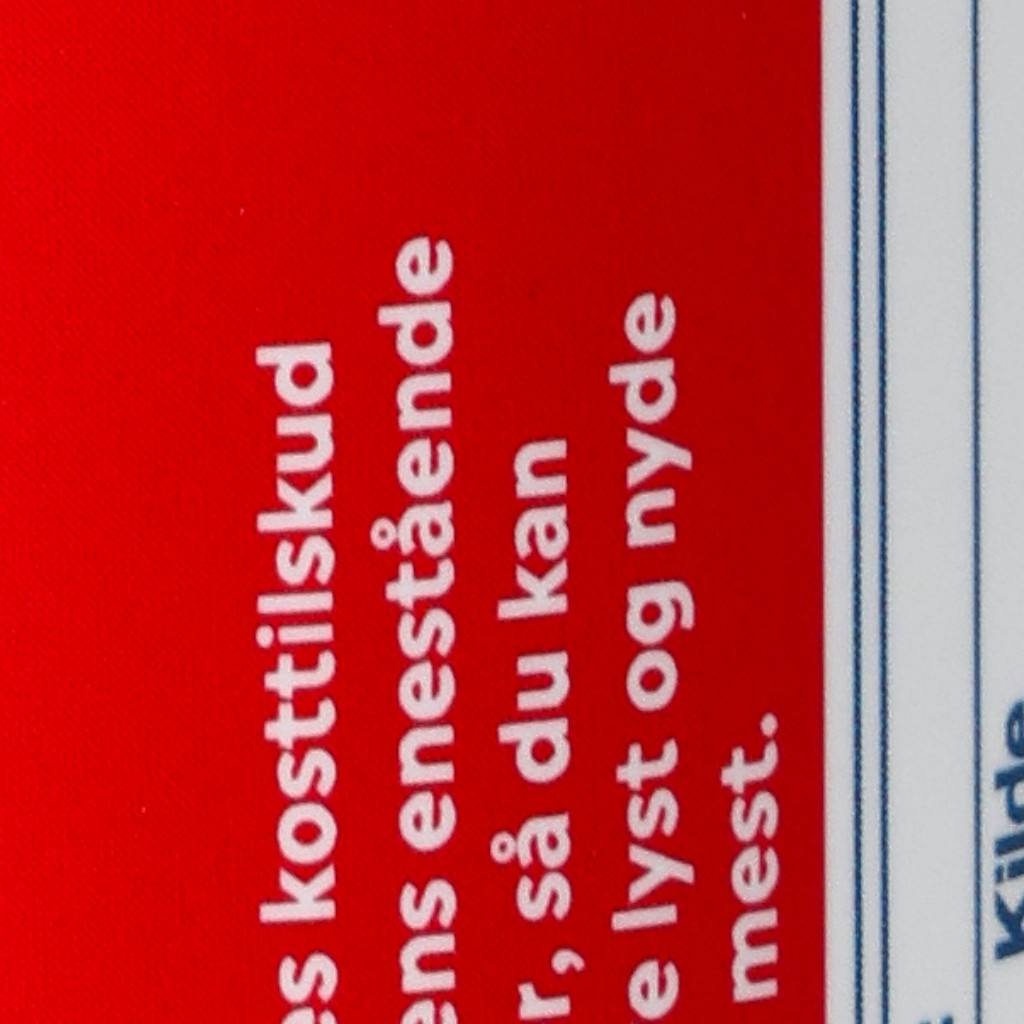 es kosttilskud
ens enestående
r, så du kan
e lyst og nyde
mest.
Kilde